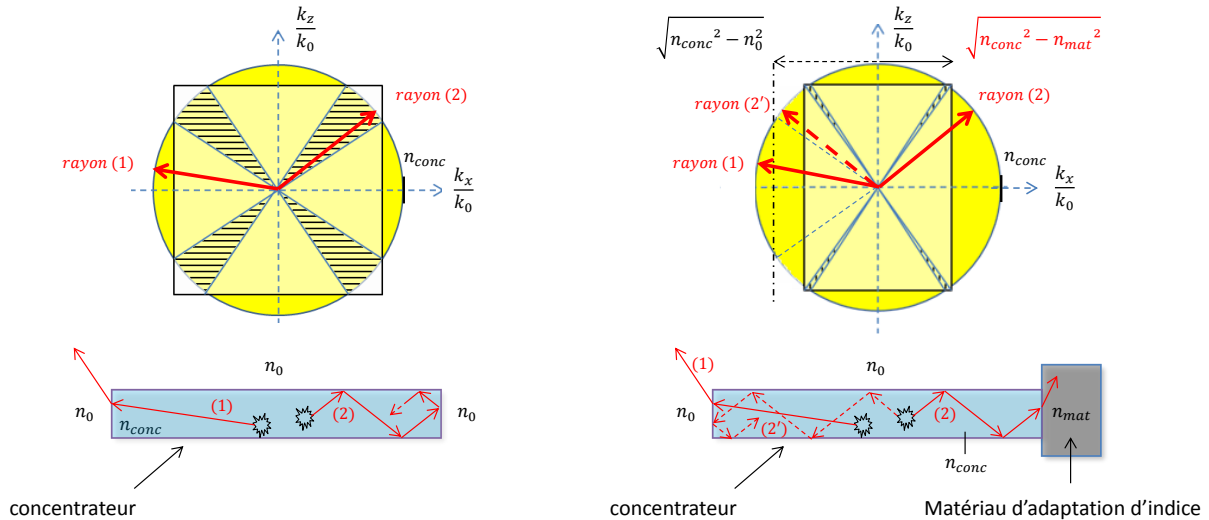 k_z/k_0
rayon (2)
rayon (1)
n_conc
k_x/k_0
n_0
n_0
(1)
(2)
n_0
n_conc
concentrateur
√(n_conc² − n_0²)
k_z/k_0
√(n_conc² − n_mat²)
rayon (2′)
rayon (2)
rayon (1)
n_conc
k_x/k_0
(1)
n_0
n_0
(1)
(2)
(2′)
n_mat
n_conc
concentrateur
Matériau d’adaptation d’indice